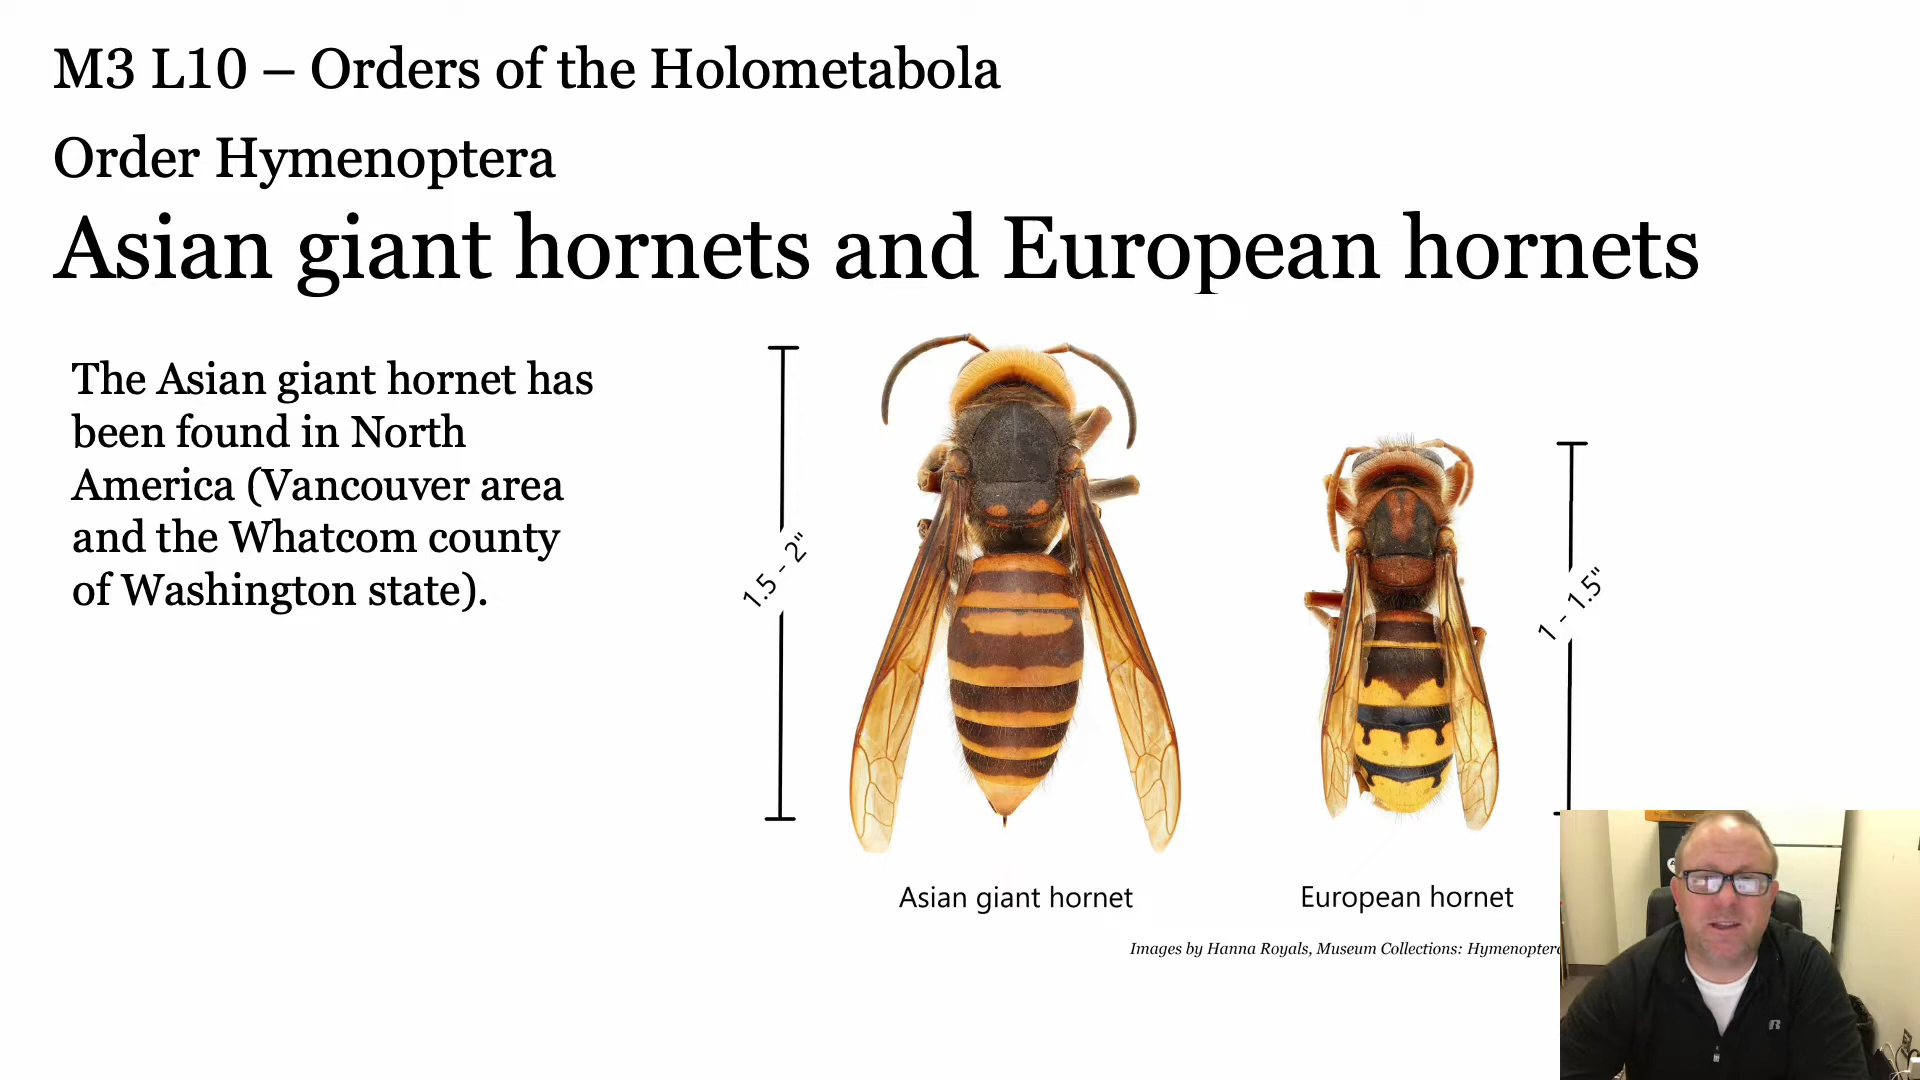 M3 L10 – Orders of the Holometabola
Order Hymenoptera
Asian giant hornets and European hornets
The Asian giant hornet has
been found in North
America (Vancouver area
and the Whatcom county
of Washington state).
1.5 - 2"
1 - 1.5"
Asian giant hornet
European hornet
Images by Hanna Royals, Museum Collections: Hymenoptera
R